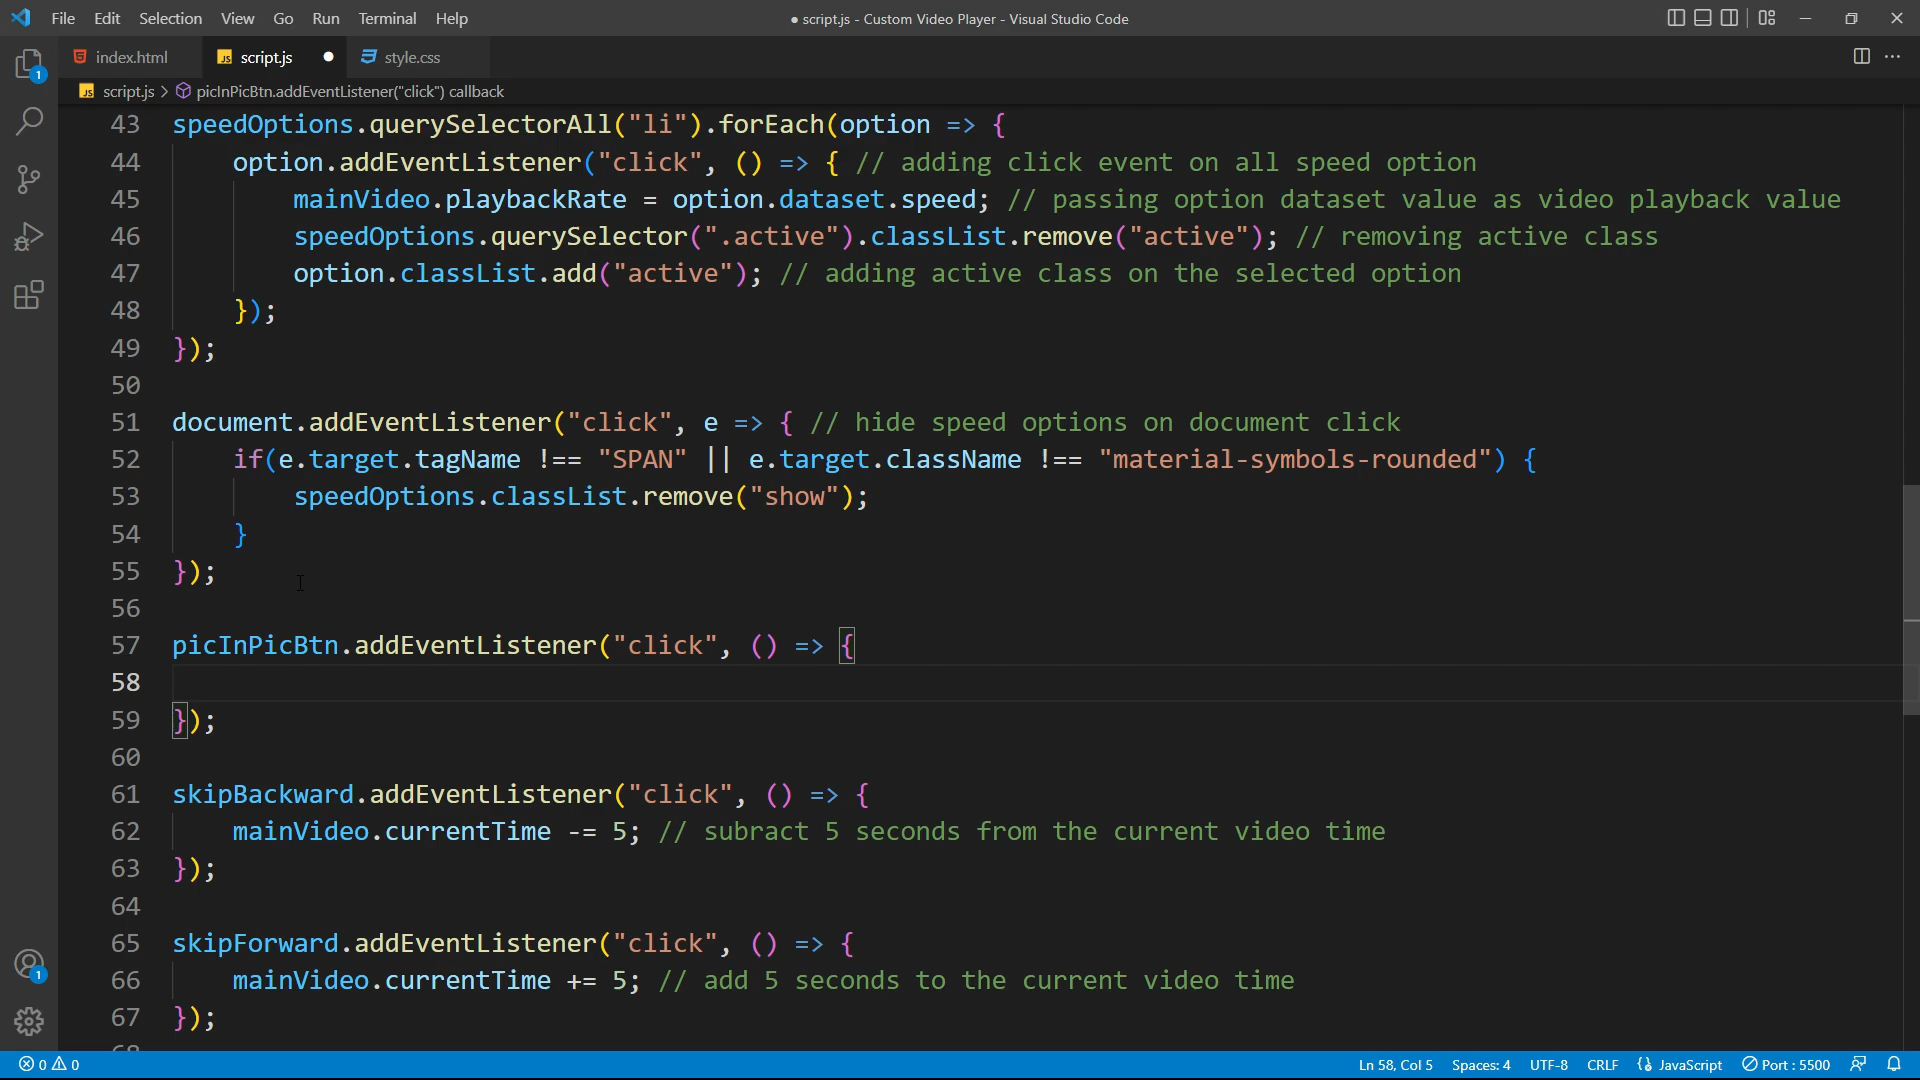 File Edit Selection View Go Run Terminal Help
● script.js - Custom Video Player - Visual Studio Code
index.html
script.js ●
style.css
script.js > picInPicBtn.addEventListener("click") callback
43 speedOptions.querySelectorAll("li").forEach(option => {
44 option.addEventListener("click", () => { // adding click event on all speed option
45 mainVideo.playbackRate = option.dataset.speed; // passing option dataset value as video playback value
46 speedOptions.querySelector(".active").classList.remove("active"); // removing active class
47 option.classList.add("active"); // adding active class on the selected option
48 });
49 });
50
51 document.addEventListener("click", e => { // hide speed options on document click
52 if(e.target.tagName !== "SPAN" || e.target.className !== "material-symbols-rounded") {
53 speedOptions.classList.remove("show");
54 }
55 });
56
57 picInPicBtn.addEventListener("click", () => {
58
59 });
60
61 skipBackward.addEventListener("click", () => {
62 mainVideo.currentTime -= 5; // subract 5 seconds from the current video time
63 });
64
65 skipForward.addEventListener("click", () => {
66 mainVideo.currentTime += 5; // add 5 seconds to the current video time
67 });
1
1
0 0
Ln 58, Col 5 Spaces: 4 UTF-8 CRLF JavaScript Port : 5500